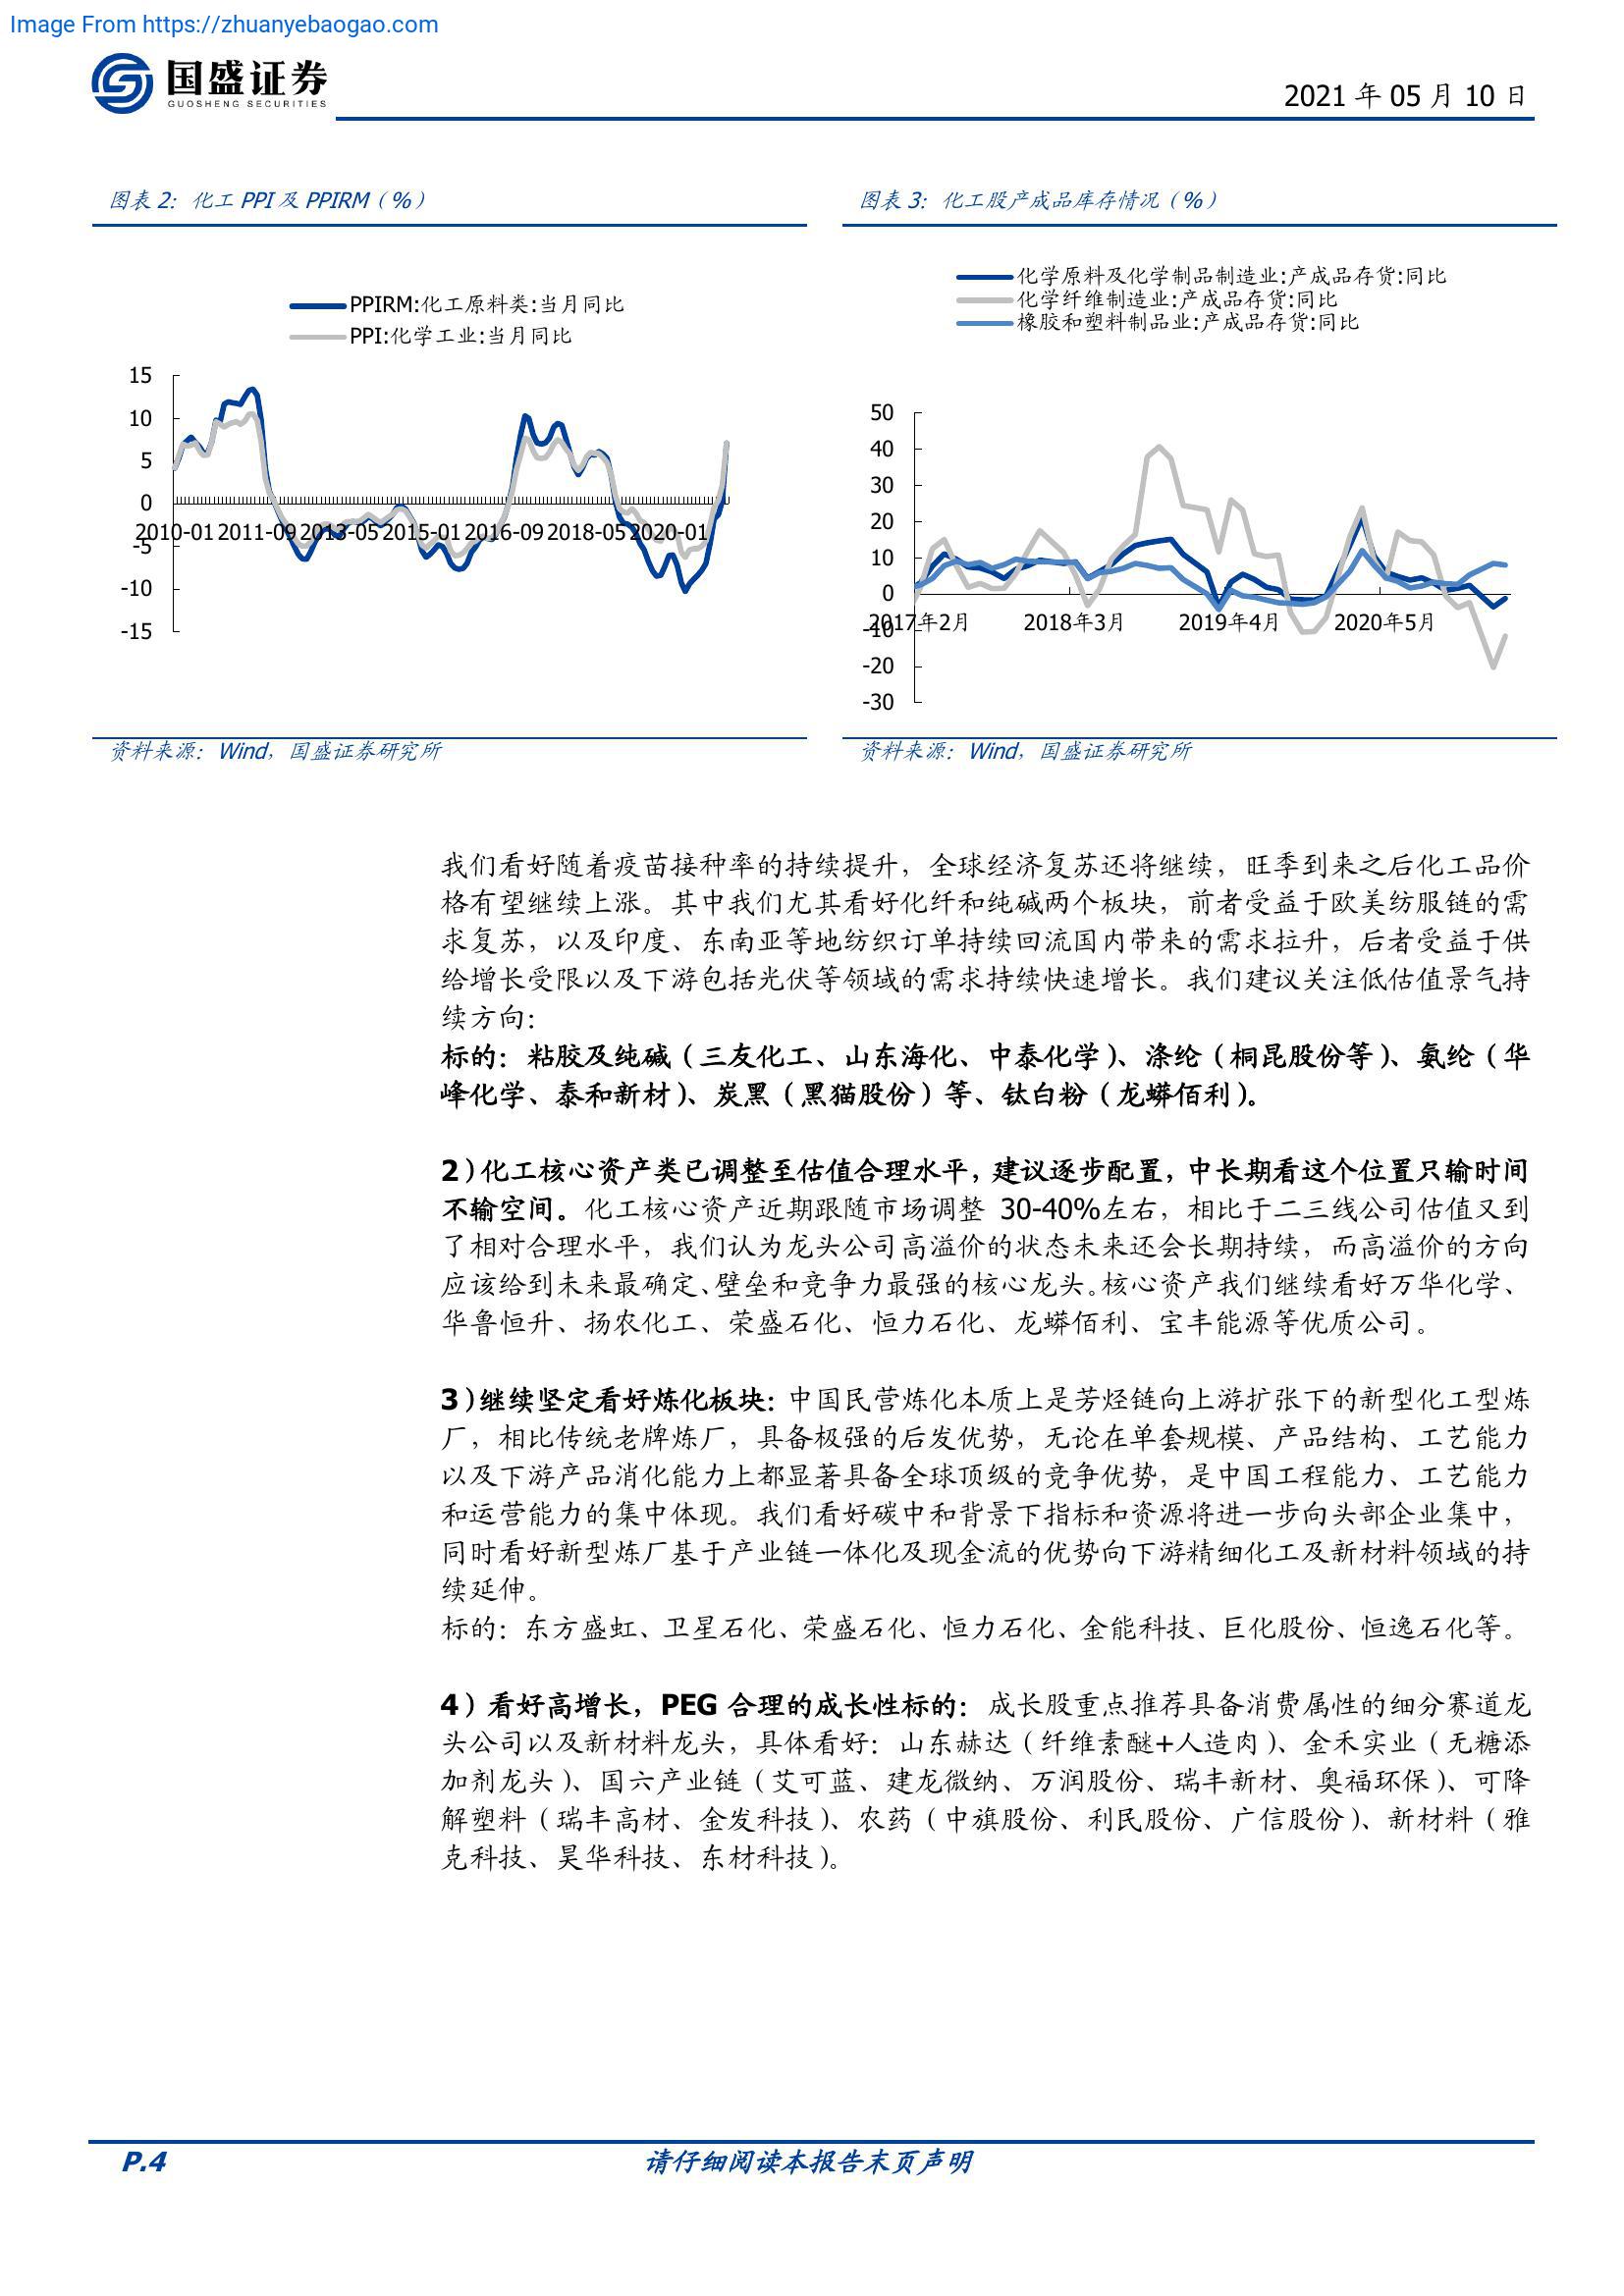 Image From https://zhuanyebaogao.com
国盛证券
GUOSHENG SECURITIES
2021 年 05 月 10 日
图表 2：化工 PPI 及 PPIRM（%）
PPIRM:化工原料类:当月同比
PPI:化学工业:当月同比
15
10
5
0
-5
-10
-15
2010-01 2011-09 2013-05 2015-01 2016-09 2018-05 2020-01
资料来源：Wind，国盛证券研究所
图表 3：化工股产成品库存情况（%）
化学原料及化学制品制造业:产成品存货:同比
化学纤维制造业:产成品存货:同比
橡胶和塑料制品业:产成品存货:同比
50
40
30
20
10
0
-10
-20
-30
2017年2月 2018年3月 2019年4月 2020年5月
资料来源：Wind，国盛证券研究所
我们看好随着疫苗接种率的持续提升，全球经济复苏还将继续，旺季到来之后化工品价
格有望继续上涨。其中我们尤其看好化纤和纯碱两个板块，前者受益于欧美纺服链的需
求复苏，以及印度、东南亚等地纺织订单持续回流国内带来的需求拉升，后者受益于供
给增长受限以及下游包括光伏等领域的需求持续快速增长。我们建议关注低估值景气持
续方向：
标的：粘胶及纯碱（三友化工、山东海化、中泰化学）、涤纶（桐昆股份等）、氨纶（华
峰化学、泰和新材）、炭黑（黑猫股份）等、钛白粉（龙蟒佰利）。
2）化工核心资产类已调整至估值合理水平，建议逐步配置，中长期看这个位置只输时间
不输空间。化工核心资产近期跟随市场调整 30-40%左右，相比于二三线公司估值又到
了相对合理水平，我们认为龙头公司高溢价的状态未来还会长期持续，而高溢价的方向
应该给到未来最确定、壁垒和竞争力最强的核心龙头。核心资产我们继续看好万华化学、
华鲁恒升、扬农化工、荣盛石化、恒力石化、龙蟒佰利、宝丰能源等优质公司。
3）继续坚定看好炼化板块：中国民营炼化本质上是芳烃链向上游扩张下的新型化工型炼
厂，相比传统老牌炼厂，具备极强的后发优势，无论在单套规模、产品结构、工艺能力
以及下游产品消化能力上都显著具备全球顶级的竞争优势，是中国工程能力、工艺能力
和运营能力的集中体现。我们看好碳中和背景下指标和资源将进一步向头部企业集中，
同时看好新型炼厂基于产业链一体化及现金流的优势向下游精细化工及新材料领域的持
续延伸。
标的：东方盛虹、卫星石化、荣盛石化、恒力石化、金能科技、巨化股份、恒逸石化等。
4）看好高增长，PEG 合理的成长性标的：成长股重点推荐具备消费属性的细分赛道龙
头公司以及新材料龙头，具体看好：山东赫达（纤维素醚+人造肉）、金禾实业（无糖添
加剂龙头）、国六产业链（艾可蓝、建龙微纳、万润股份、瑞丰新材、奥福环保）、可降
解塑料（瑞丰高材、金发科技）、农药（中旗股份、利民股份、广信股份）、新材料（雅
克科技、昊华科技、东材科技）。
P.4
请仔细阅读本报告末页声明